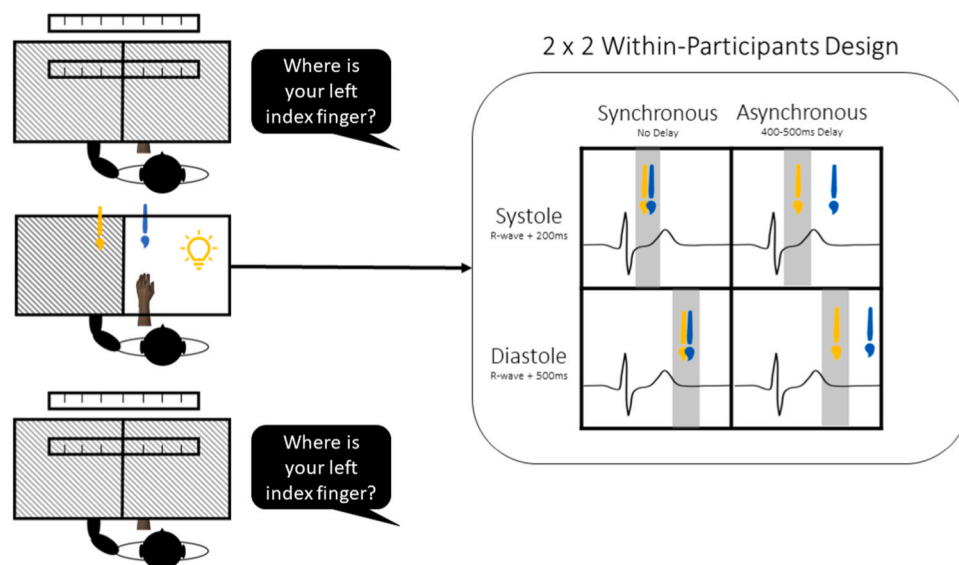 Where is
your left
index finger?
2 x 2 Within-Participants Design
Synchronous
No Delay
Asynchronous
400-500ms Delay
Systole
R-wave + 200ms
Diastole
R-wave + 500ms
Where is
your left
index finger?